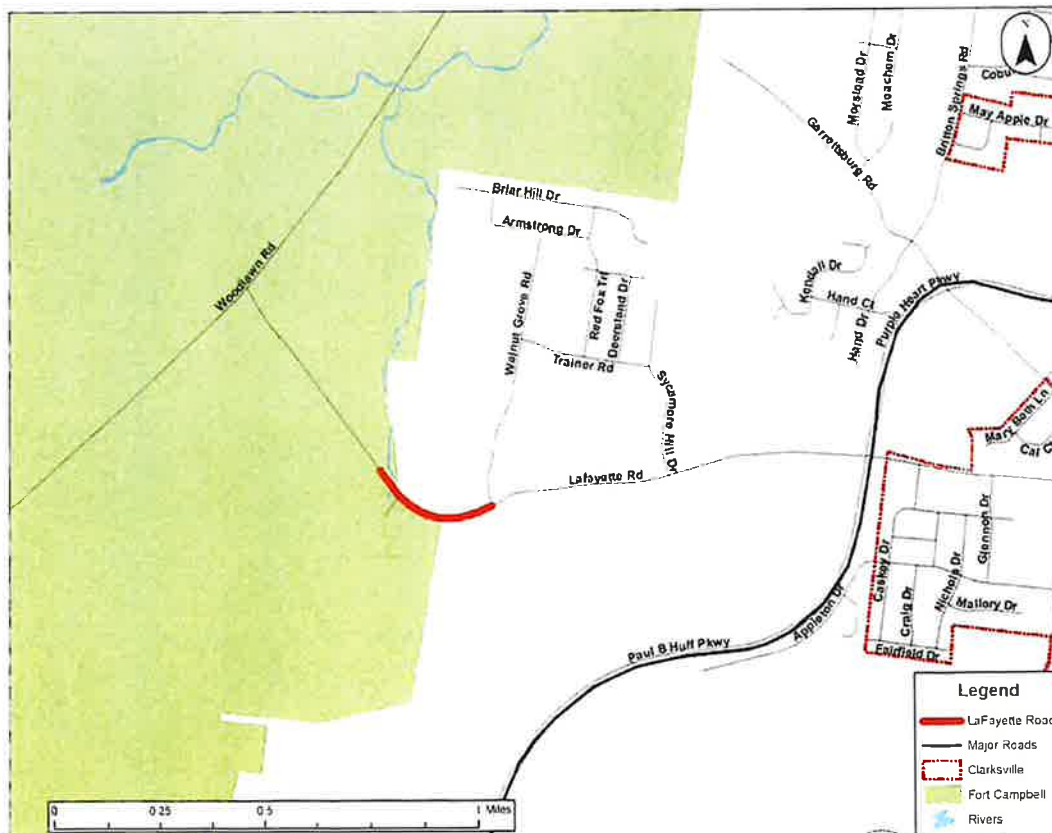 N
Morstead Dr
Meachem Dr
Britton Springs Rd
May Apple Dr
Garrettsburg Rd
Briar Hill Dr
Armstrong Dr
Woodlawn Rd
Walnut Grove Rd
Red Fox Trl
Deerstand Dr
Trainer Rd
Sycamore Hill Dr
Kendall Dr
Hand Ct
Hand Dr
Purple Heart Pkwy
Mary Beth Ln
Cal C
Lafayette Rd
Glennon Dr
Caskey Dr
Craig Dr
Nichols Dr
Mallory Dr
Fairfield Dr
Appleton Dr
Paul B Huff Pkwy
Legend
LaFayette Road
Major Roads
Clarksville
Fort Campbell
Rivers
0 0.25 0.5 1 Miles